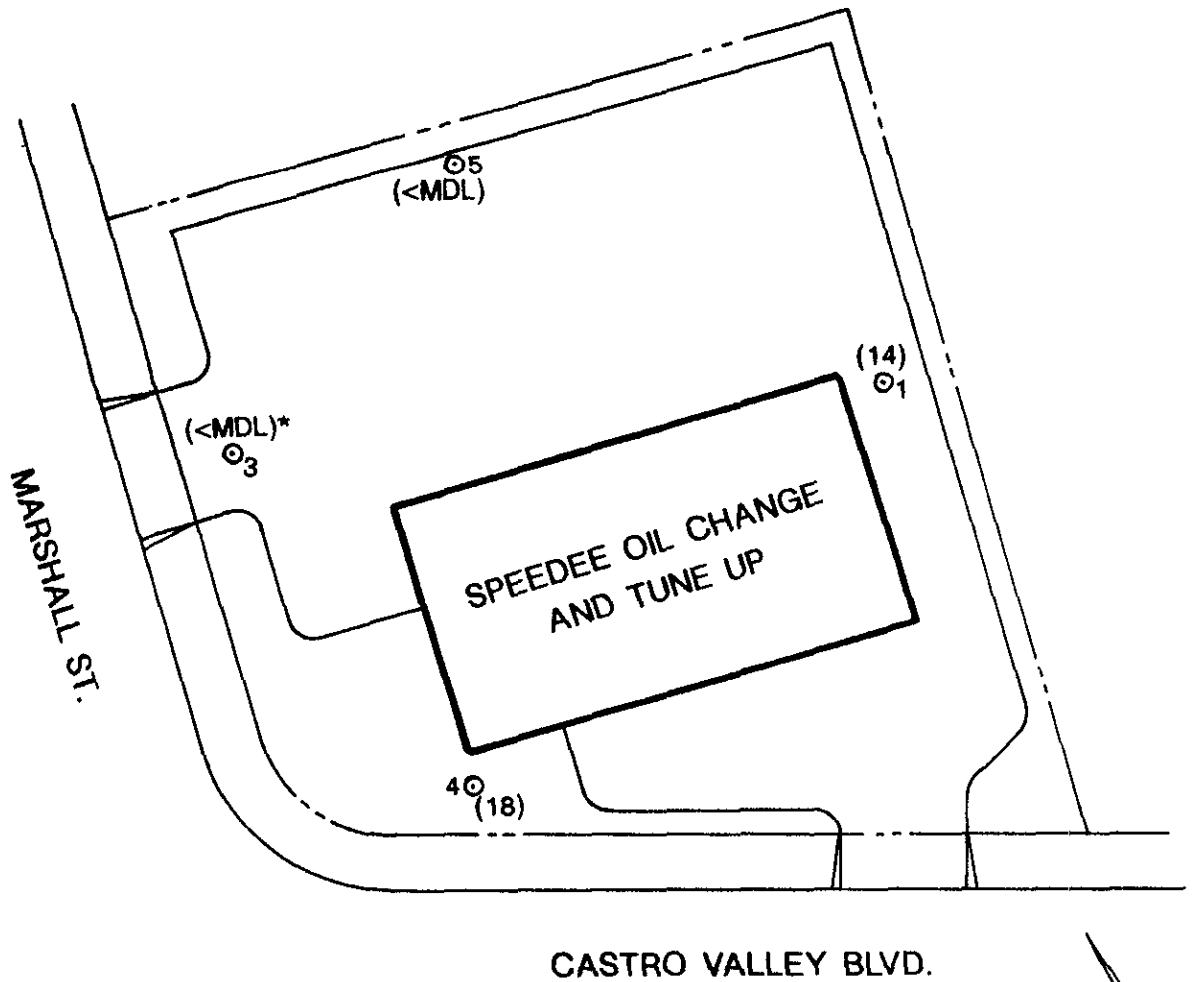 5
(<MDL)
(14)
1
(<MDL)*
3
MARSHALL ST.
SPEEDEE OIL CHANGE
AND TUNE UP
4
(18)
CASTRO VALLEY BLVD.